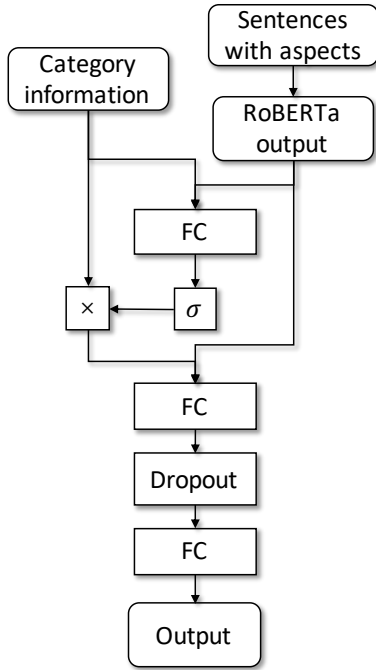 Sentences
with aspects
Category
information
RoBERTa
output
FC
×
σ
FC
Dropout
FC
Output